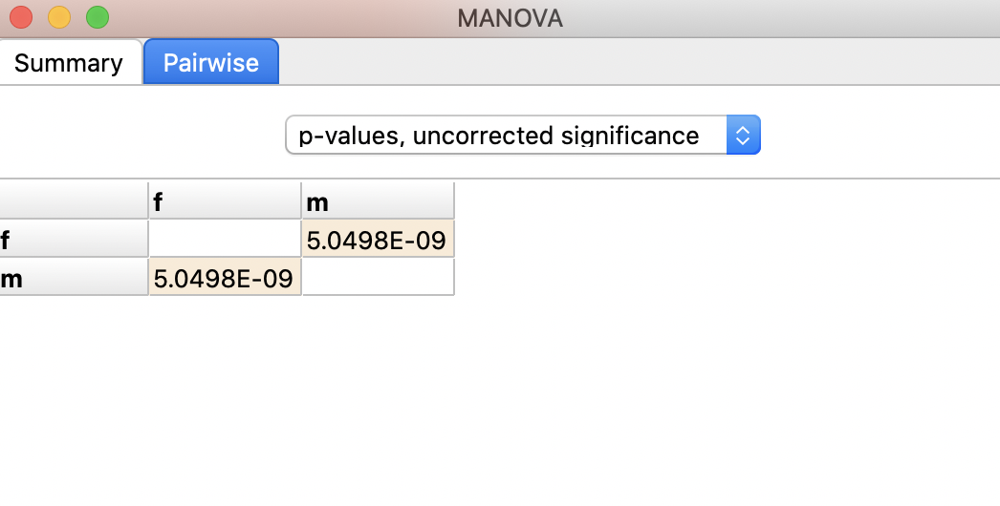 MANOVA
Summary Pairwise
p-values, uncorrected significance
f m
f 5.0498E-09
m 5.0498E-09